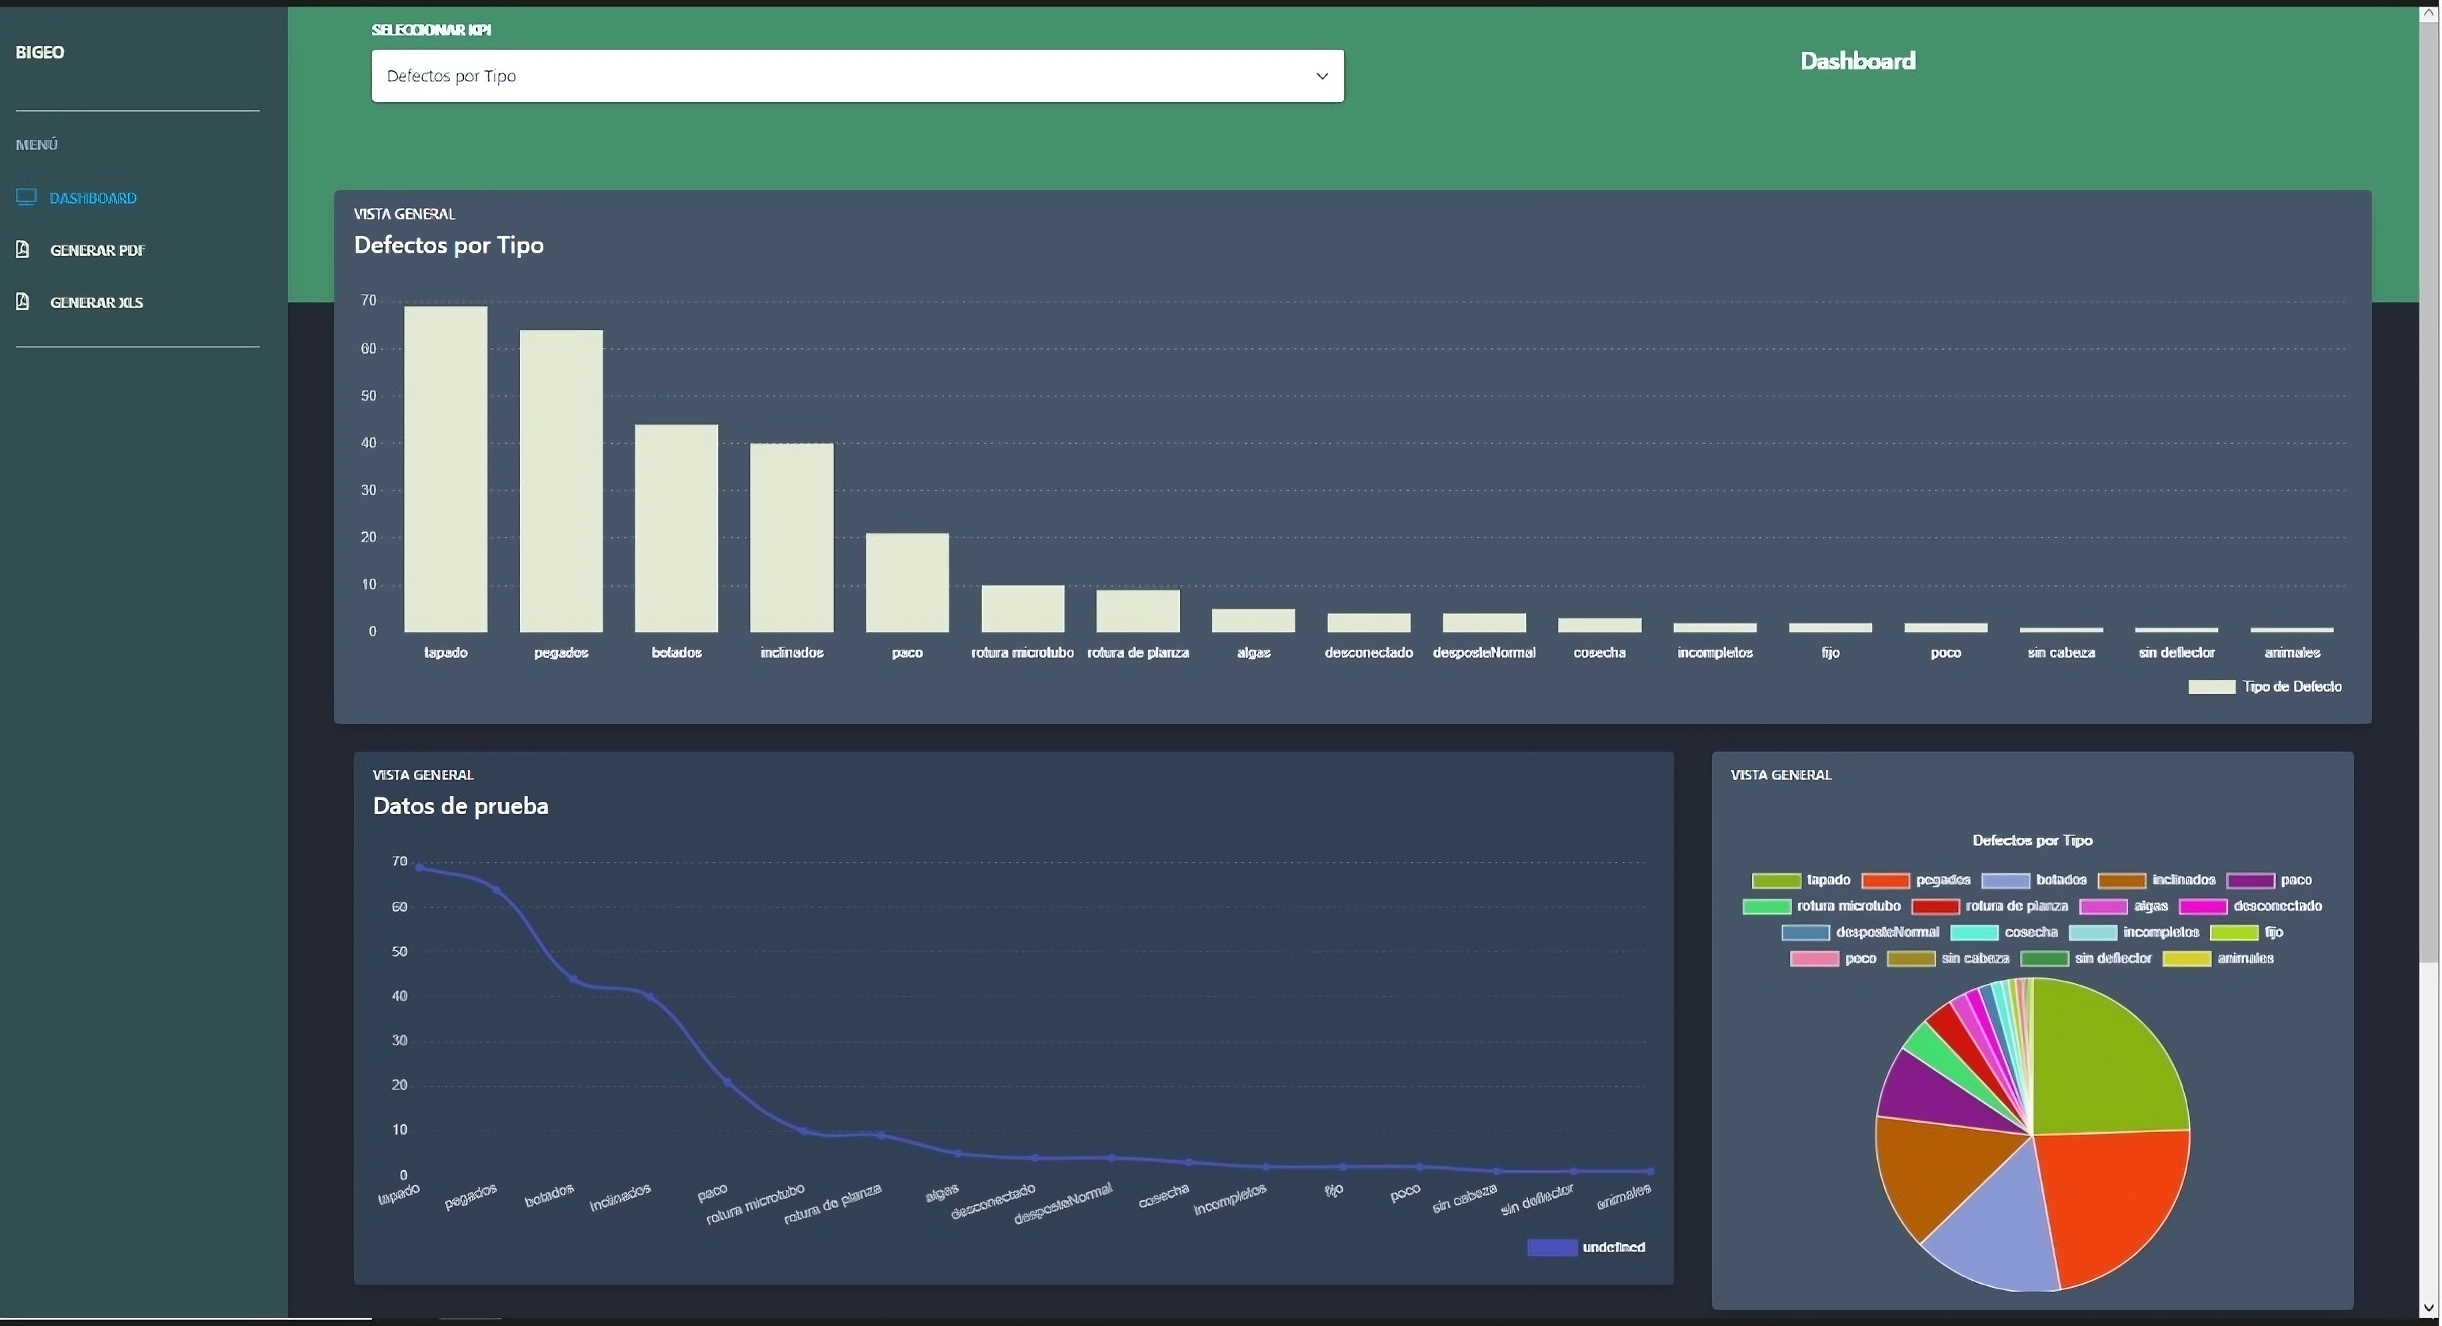 BIGEO
MENÚ
DASHBOARD
GENERAR PDF
GENERAR XLS
SELECCIONAR KPI
Defectos por Tipo
Dashboard
VISTA GENERAL
Defectos por Tipo
70
60
50
40
30
20
10
0
tapado pegados botados inclinados paco rotura microtubo rotura de planza algas desconectado desposteNormal cosecha incompletos fijo poco sin cabeza sin deflector animales
Tipo de Defecto
VISTA GENERAL
Datos de prueba
70
60
50
40
30
20
10
0
tapado pegados botados inclinados paco rotura microtubo rotura de planza algas desconectado desposteNormal cosecha incompletos fijo poco sin cabeza sin deflector animales
undefined
VISTA GENERAL
Defectos por Tipo
tapado pegados botados inclinados paco
rotura microtubo rotura de planza algas desconectado
desposteNormal cosecha incompletos fijo
poco sin cabeza sin deflector animales